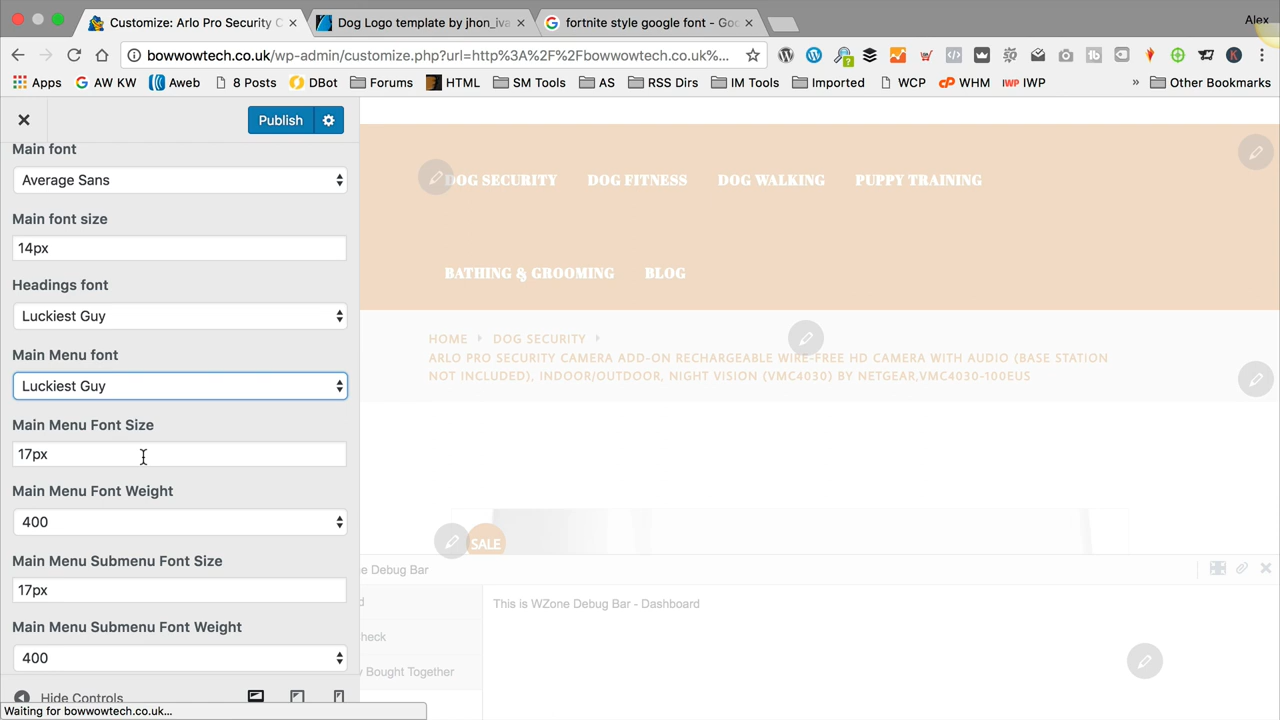 Customize: Arlo Pro Security C
Dog Logo template by jhon_iva
fortnite style google font - Goo
Alex
bowwowtech.co.uk/wp-admin/customize.php?url=http%3A%2F%2Fbowwowtech.co.uk%...
Apps
AW KW
Aweb
8 Posts
DBot
Forums
HTML
SM Tools
AS
RSS Dirs
IM Tools
Imported
WCP
WHM
IWP
»
Other Bookmarks
Publish
Main font
Average Sans
Main font size
14px
Headings font
Luckiest Guy
Main Menu font
Luckiest Guy
Main Menu Font Size
17px
Main Menu Font Weight
400
Main Menu Submenu Font Size
17px
Main Menu Submenu Font Weight
400
Hide Controls
Waiting for bowwowtech.co.uk...
DOG SECURITY
DOG FITNESS
DOG WALKING
PUPPY TRAINING
BATHING & GROOMING
BLOG
HOME
DOG SECURITY
ARLO PRO SECURITY CAMERA ADD-ON RECHARGEABLE WIRE-FREE HD CAMERA WITH AUDIO (BASE STATION
NOT INCLUDED), INDOOR/OUTDOOR, NIGHT VISION (VMC4030) BY NETGEAR,VMC4030-100EUS
SALE
e Debug Bar
d
heck
y Bought Together
This is WZone Debug Bar - Dashboard